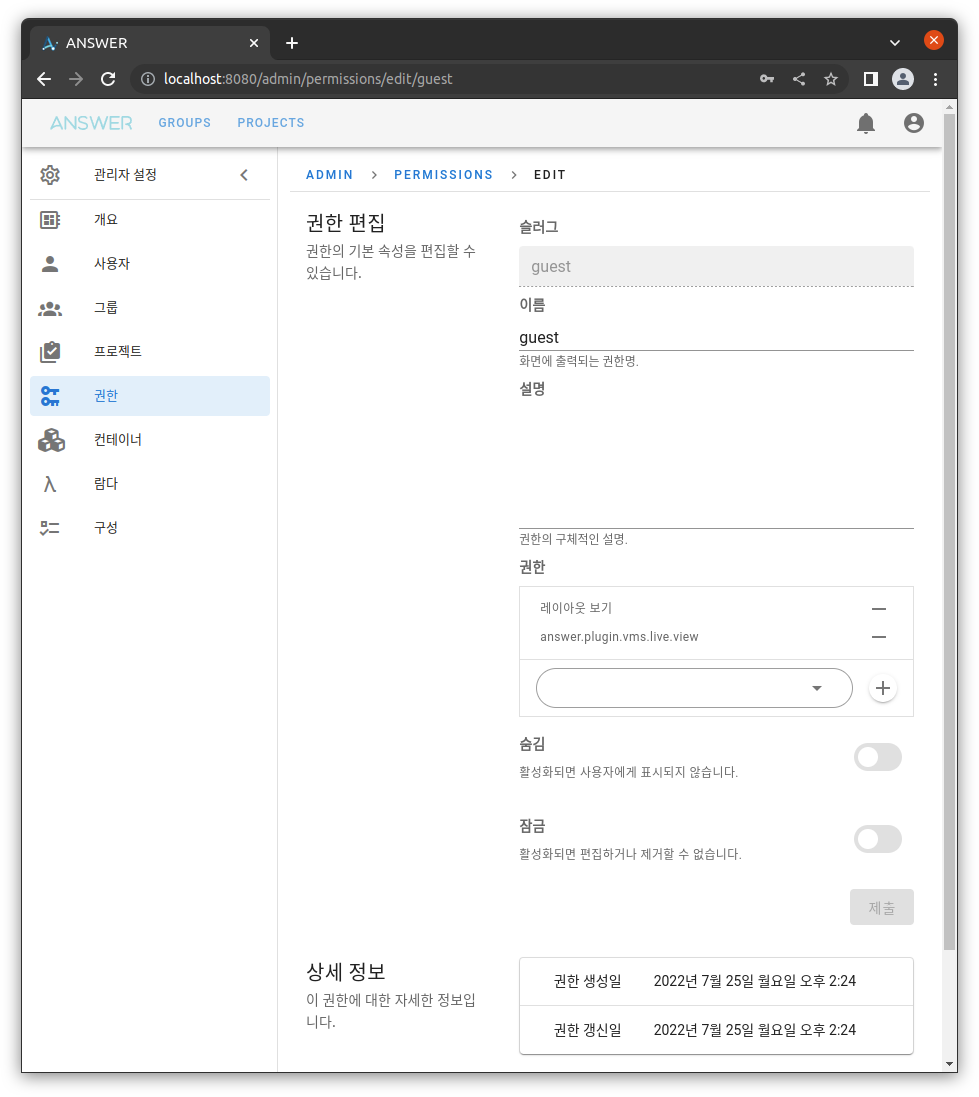 ANSWER
localhost:8080/admin/permissions/edit/guest
ANSWER GROUPS PROJECTS
관리자 설정
개요
사용자
그룹
프로젝트
권한
컨테이너
람다
구성
ADMIN > PERMISSIONS > EDIT
권한 편집
권한의 기본 속성을 편집할 수
있습니다.
슬러그
guest
이름
guest
화면에 출력되는 권한명.
설명
권한의 구체적인 설명.
권한
레이아웃 보기
answer.plugin.vms.live.view
숨김
활성화되면 사용자에게 표시되지 않습니다.
잠금
활성화되면 편집하거나 제거할 수 없습니다.
제출
상세 정보
이 권한에 대한 자세한 정보입
니다.
권한 생성일 2022년 7월 25일 월요일 오후 2:24
권한 갱신일 2022년 7월 25일 월요일 오후 2:24